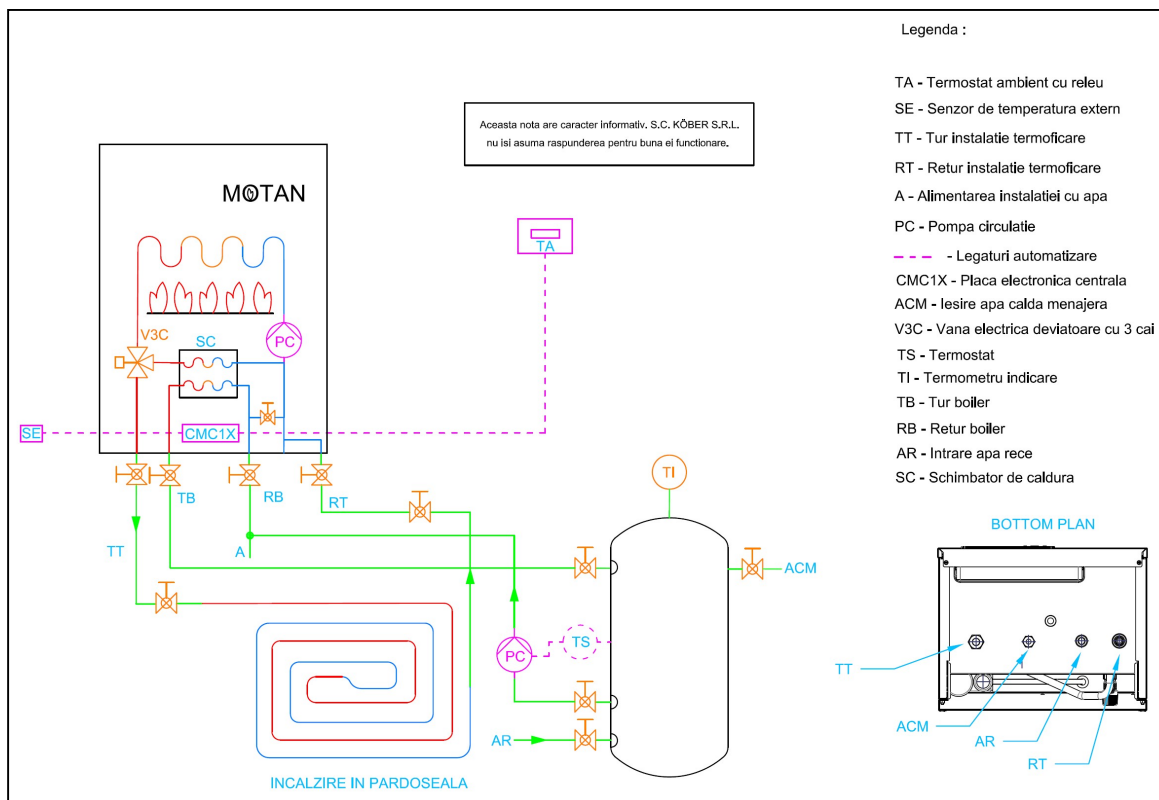 Legenda :
TA - Termostat ambient cu releu
SE - Senzor de temperatura extern
TT - Tur instalatie termoficare
RT - Retur instalatie termoficare
A - Alimentarea instalatiei cu apa
PC - Pompa circulatie
- Legaturi automatizare
CMC1X - Placa electronica centrala
ACM - Iesire apa calda menajera
V3C - Vana electrica deviatoare cu 3 cai
TS - Termostat
TI - Termometru indicare
TB - Tur boiler
RB - Retur boiler
AR - Intrare apa rece
SC - Schimbator de caldura
Aceasta nota are caracter informativ. S.C. KÖBER S.R.L.
nu isi asuma raspunderea pentru buna ei functionare.
MOTAN
TA
V3C
SC
PC
SE
CMC1X
TB
RB
RT
TI
TT
A
ACM
PC
TS
AR
INCALZIRE IN PARDOSEALA
BOTTOM PLAN
TT
ACM
AR
RT